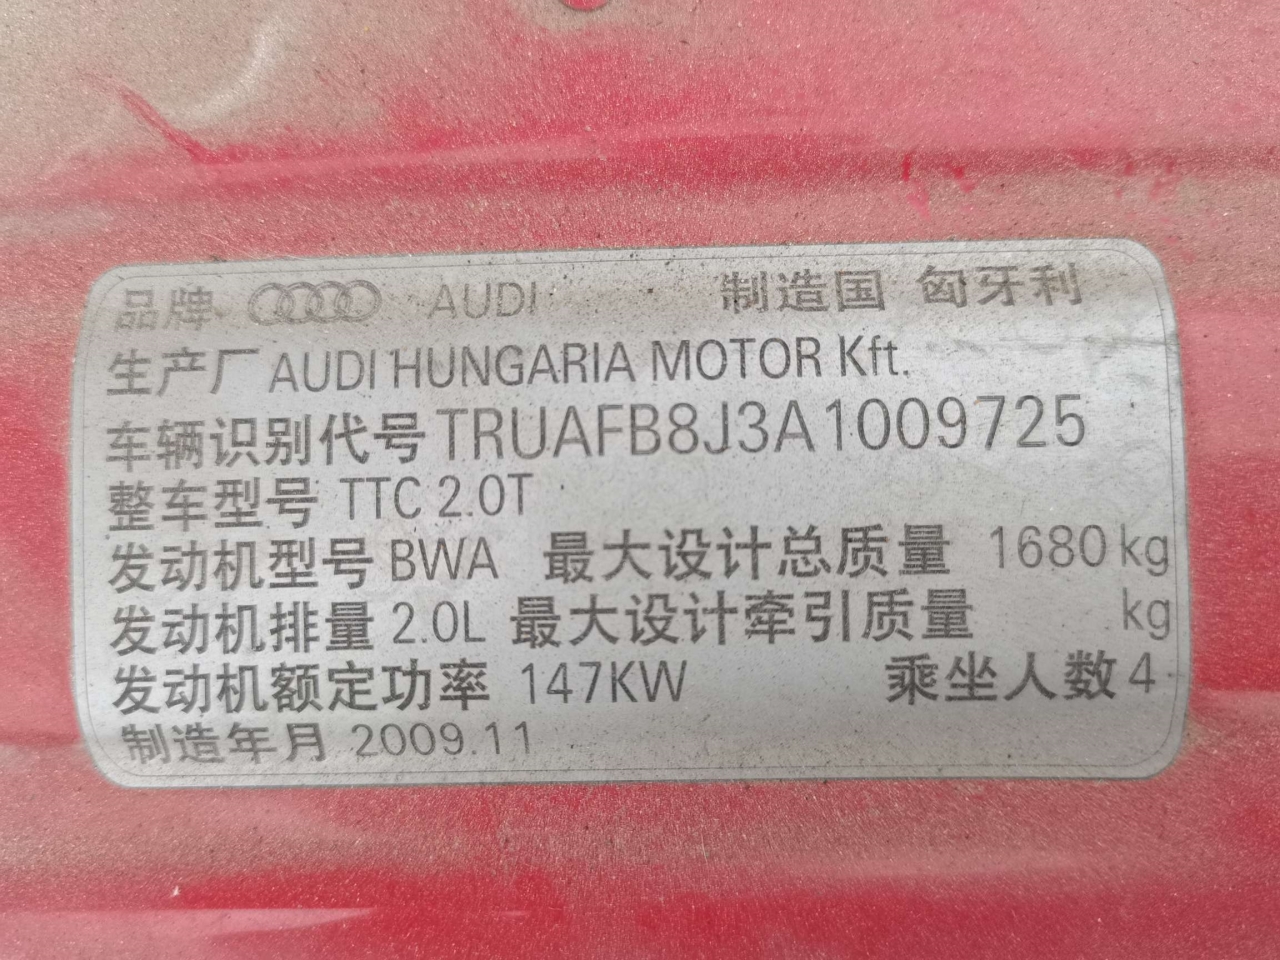 品牌 AUDI 制造国 匈牙利
生产厂 AUDI HUNGARIA MOTOR Kft.
车辆识别代号 TRUAFB8J3A1009725
整车型号 TTC 2.0T
发动机型号 BWA 最大设计总质量 1680 kg
发动机排量 2.0L 最大设计牵引质量 kg
发动机额定功率 147KW 乘坐人数 4
制造年月 2009.11